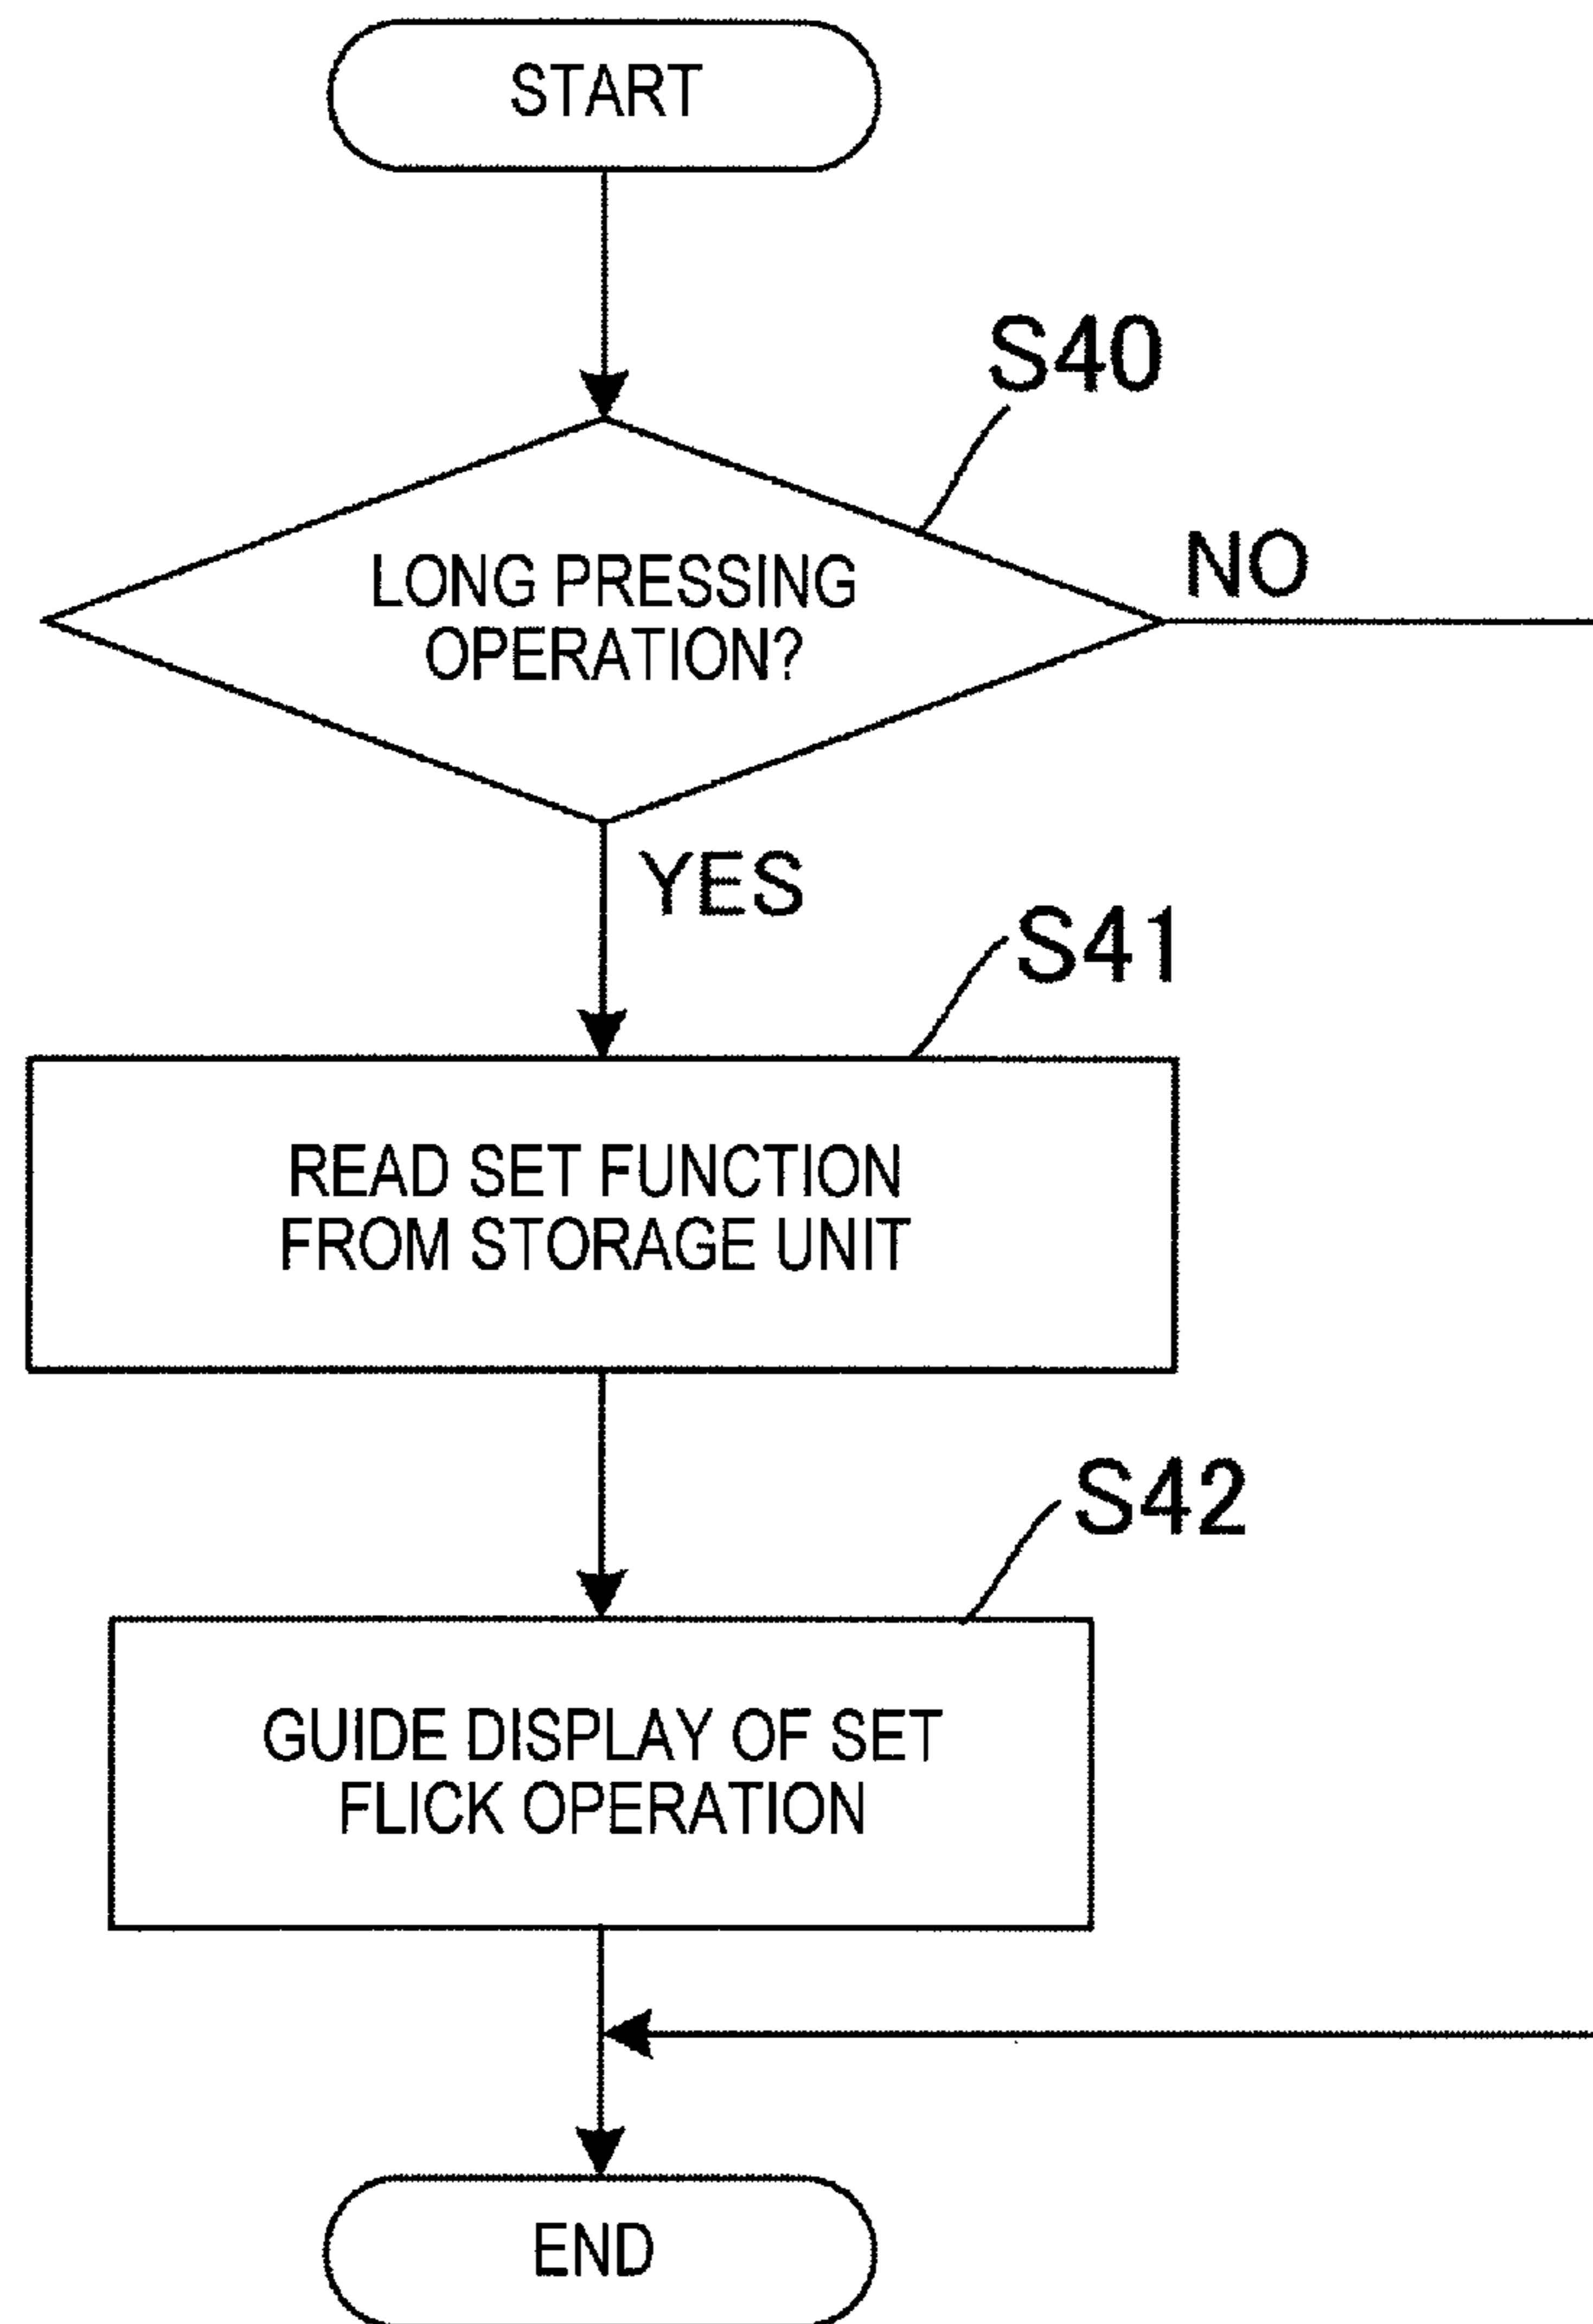 START
S40
LONG PRESSING
OPERATION?
NO
YES
S41
READ SET FUNCTION
FROM STORAGE UNIT
S42
GUIDE DISPLAY OF SET
FLICK OPERATION
END